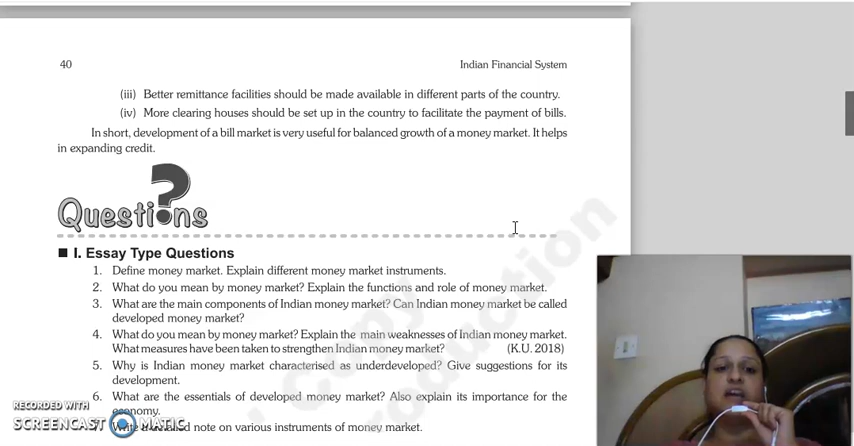 40 Indian Financial System
(iii) Better remittance facilities should be made available in different parts of the country.
(iv) More clearing houses should be set up in the country to facilitate the payment of bills.
In short, development of a bill market is very useful for balanced growth of a money market. It helps
in expanding credit.
Questions
?
■ I. Essay Type Questions
1. Define money market. Explain different money market instruments.
2. What do you mean by money market? Explain the functions and role of money market.
3. What are the main components of Indian money market? Can Indian money market be called
developed money market?
4. What do you mean by money market? Explain the main weaknesses of Indian money market.
What measures have been taken to strengthen Indian money market? (K.U. 2018)
5. Why is Indian money market characterised as underdeveloped? Give suggestions for its
development.
6. What are the essentials of developed money market? Also explain its importance for the
economy.
Write a detailed note on various instruments of money market.
RECORDED WITH
SCREENCAST MATIC
Copy
production